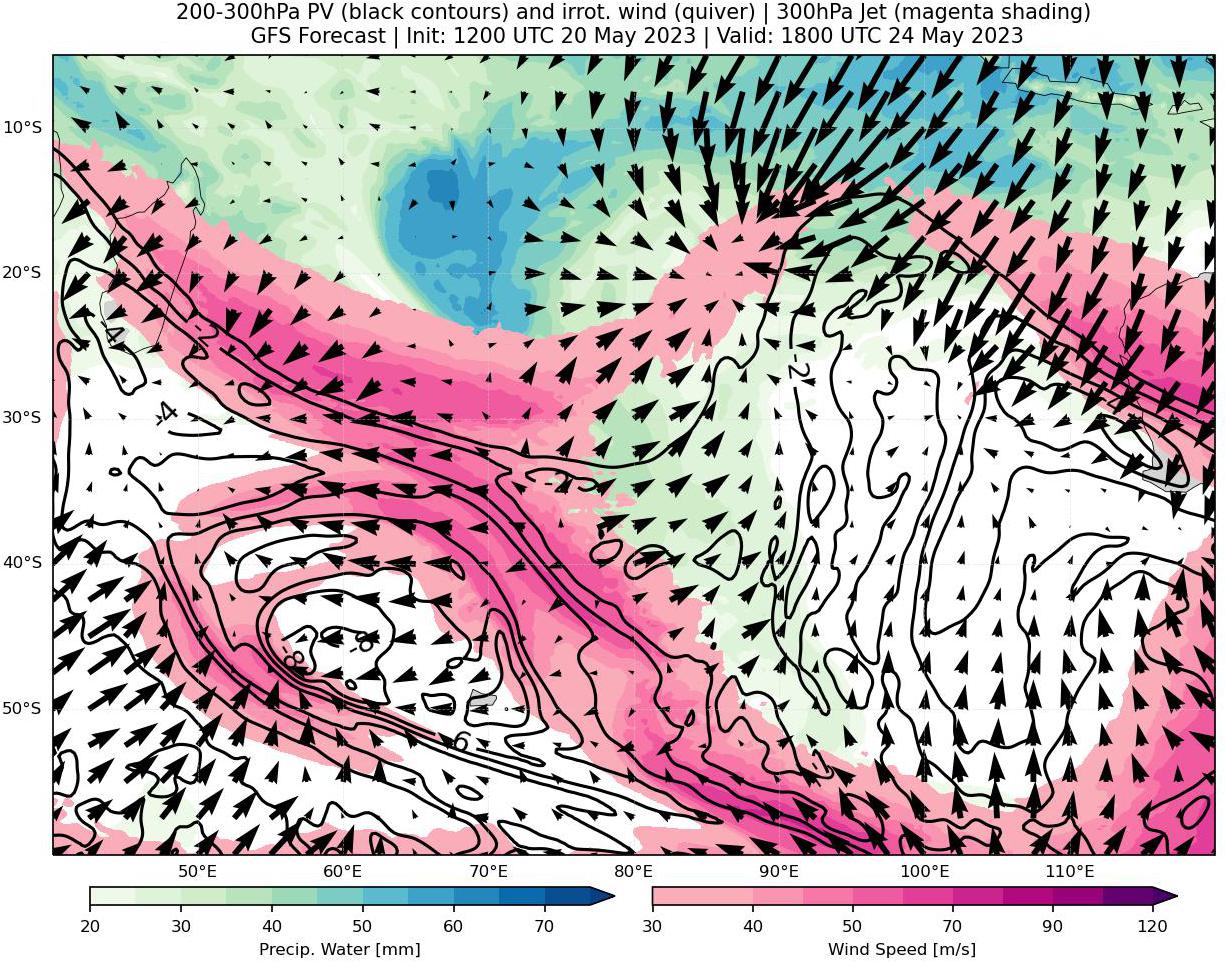 200-300hPa PV (black contours) and irrot. wind (quiver) | 300hPa Jet (magenta shading)
GFS Forecast | Init: 1200 UTC 20 May 2023 | Valid: 1800 UTC 24 May 2023
10°S
20°S
30°S
40°S
50°S
-4
-2
-4
-2
-2
-8
-8
-6
-2
50°E 60°E 70°E 80°E 90°E 100°E 110°E
20 30 40 50 60 70
30 40 50 70 90 120
Precip. Water [mm]
Wind Speed [m/s]